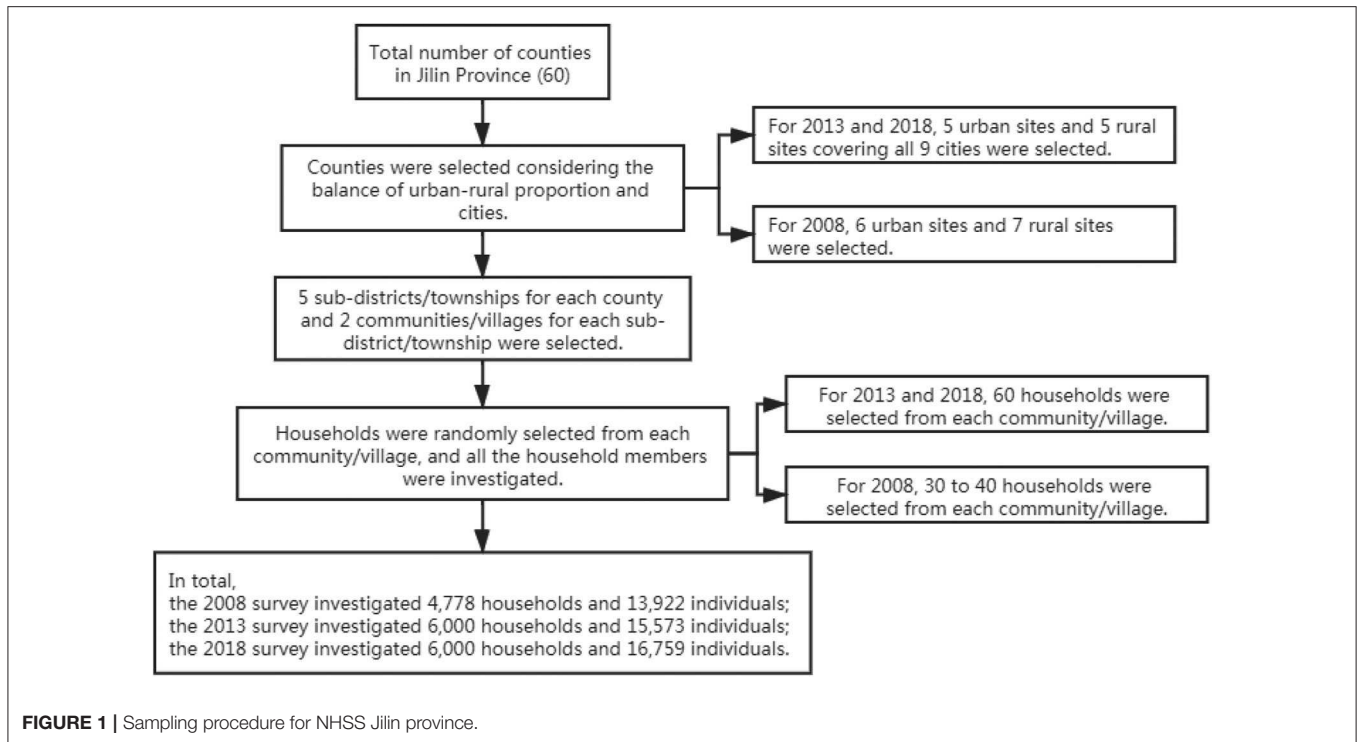 Total number of counties
in Jilin Province (60)
For 2013 and 2018, 5 urban sites and 5 rural
sites covering all 9 cities were selected.
Counties were selected considering the
balance of urban-rural proportion and
cities.
For 2008, 6 urban sites and 7 rural sites
were selected.
5 sub-districts/townships for each county
and 2 communities/villages for each sub-
district/township were selected.
For 2013 and 2018, 60 households were
selected from each community/village.
Households were randomly selected from each
community/village, and all the household members
were investigated.
For 2008, 30 to 40 households were
selected from each community/village.
In total,
the 2008 survey investigated 4,778 households and 13,922 individuals;
the 2013 survey investigated 6,000 households and 15,573 individuals;
the 2018 survey investigated 6,000 households and 16,759 individuals.
FIGURE 1 | Sampling procedure for NHSS Jilin province.